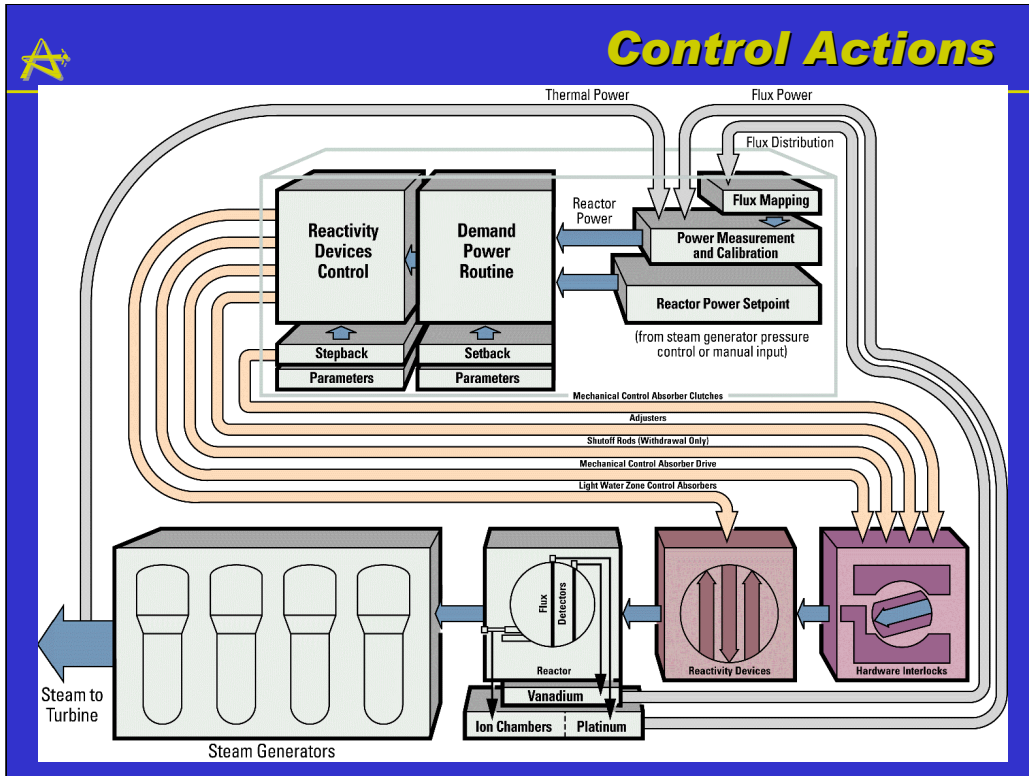 Control Actions
Thermal Power
Flux Power
Flux Distribution
Flux Mapping
Reactor
Power
Power Measurement
and Calibration
Reactor Power Setpoint
(from steam generator pressure
control or manual input)
Reactivity
Devices
Control
Demand
Power
Routine
Stepback
Parameters
Setback
Parameters
Mechanical Control Absorber Clutches
Adjusters
Shutoff Rods (Withdrawal Only)
Mechanical Control Absorber Drive
Light Water Zone Control Absorbers
Flux
Detectors
Reactor
Reactivity Devices
Hardware Interlocks
Vanadium
Ion Chambers
Platinum
Steam to
Turbine
Steam Generators